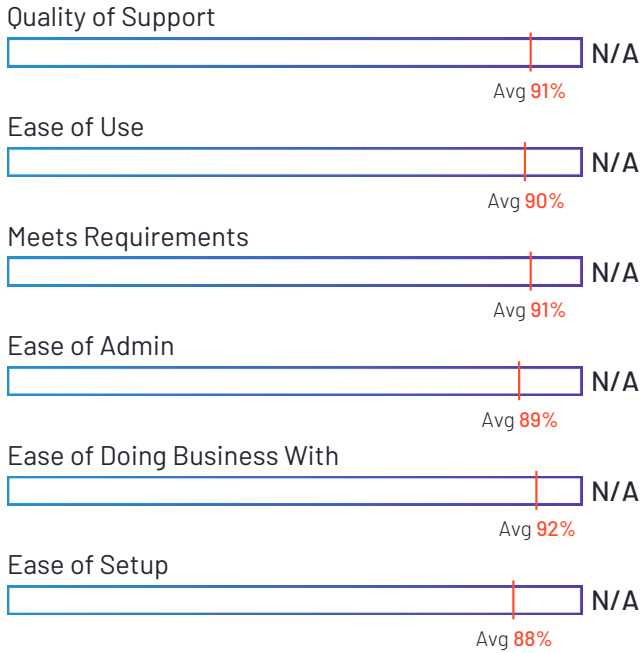 Quality of Support
N/A
Avg 91%
Ease of Use
N/A
Avg 90%
Meets Requirements
N/A
Avg 91%
Ease of Admin
N/A
Avg 89%
Ease of Doing Business With
N/A
Avg 92%
Ease of Setup
N/A
Avg 88%